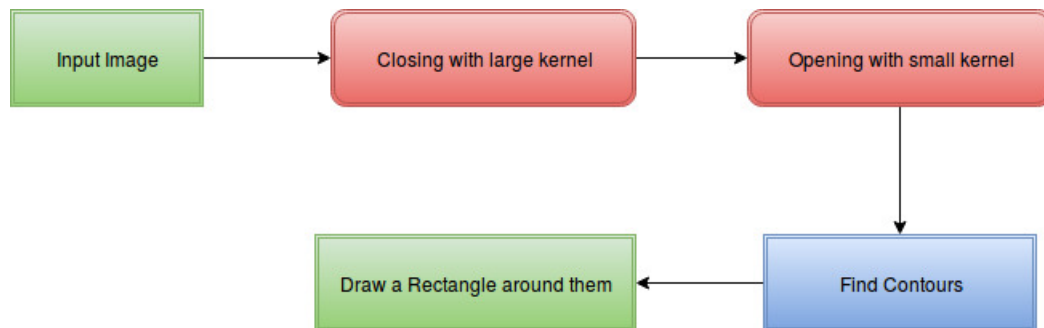 Input Image
Closing with large kernel
Opening with small kernel
Find Contours
Draw a Rectangle around them